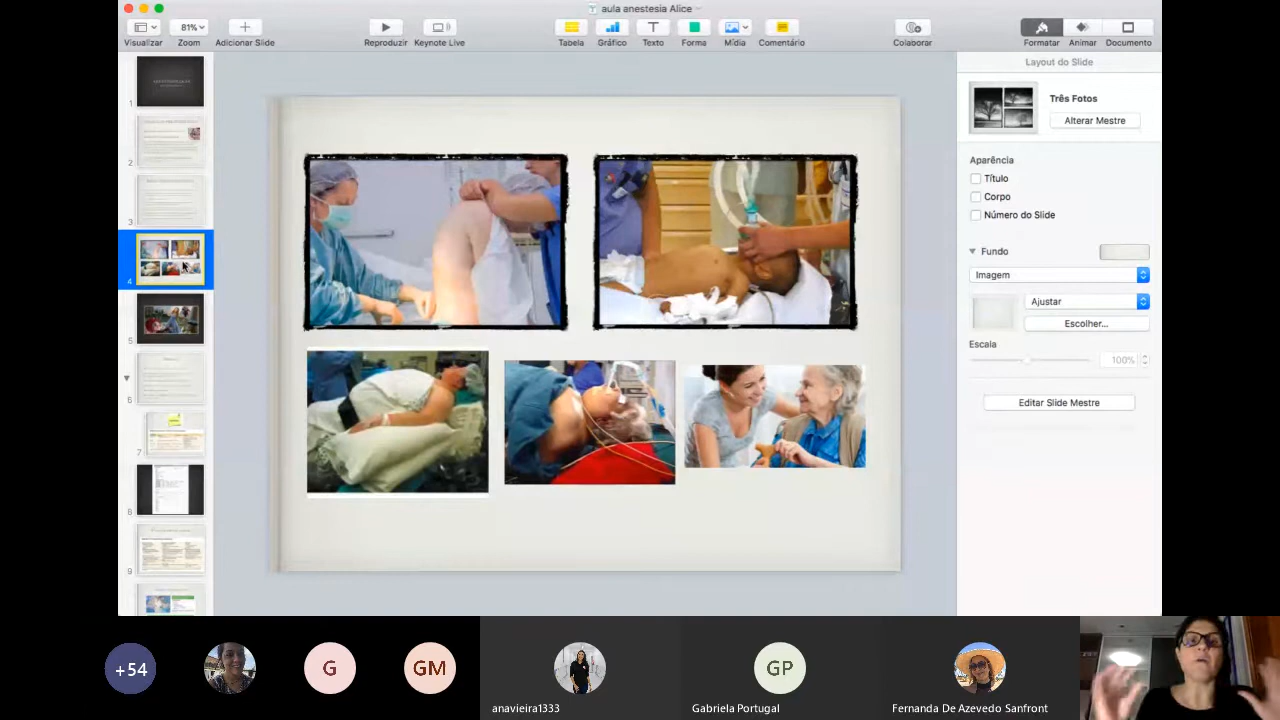 aula anestesia Alice
81%
Visualizar
Zoom
Adicionar Slide
Reproduzir
Keynote Live
Tabela
Gráfico
Texto
Forma
Mídia
Comentário
Colaborar
Formatar
Animar
Documento
Layout do Slide
Três Fotos
Alterar Mestre
Aparência
Título
Corpo
Número do Slide
Fundo
Imagem
Ajustar
Escolher...
Escala
100%
Editar Slide Mestre
1
2
3
4
5
6
7
8
9
+54
G
GM
GP
anavieira1333
Gabriela Portugal
Fernanda De Azevedo Sanfront